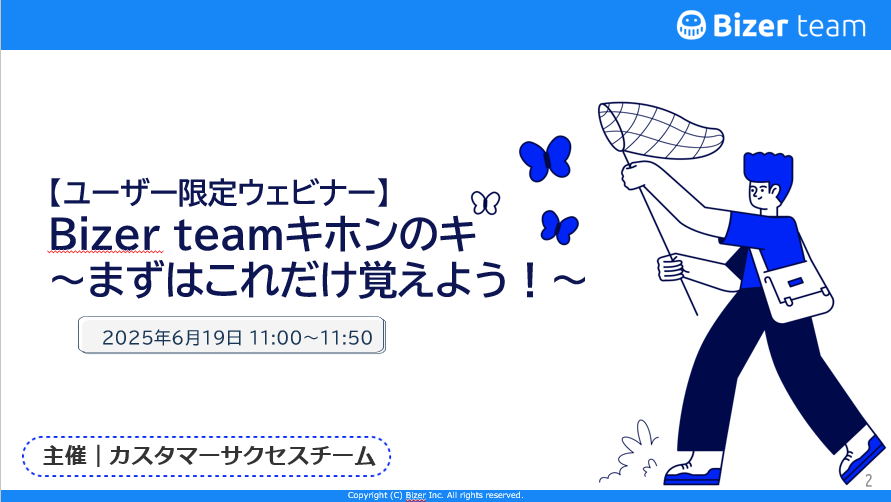 Bizer team
【ユーザー限定ウェビナー】
Bizer teamキホンのキ
～まずはこれだけ覚えよう！～
2025年6月19日 11:00～11:50
主催｜カスタマーサクセスチーム
2
Copyright (C) Bizer Inc. All rights reserved.